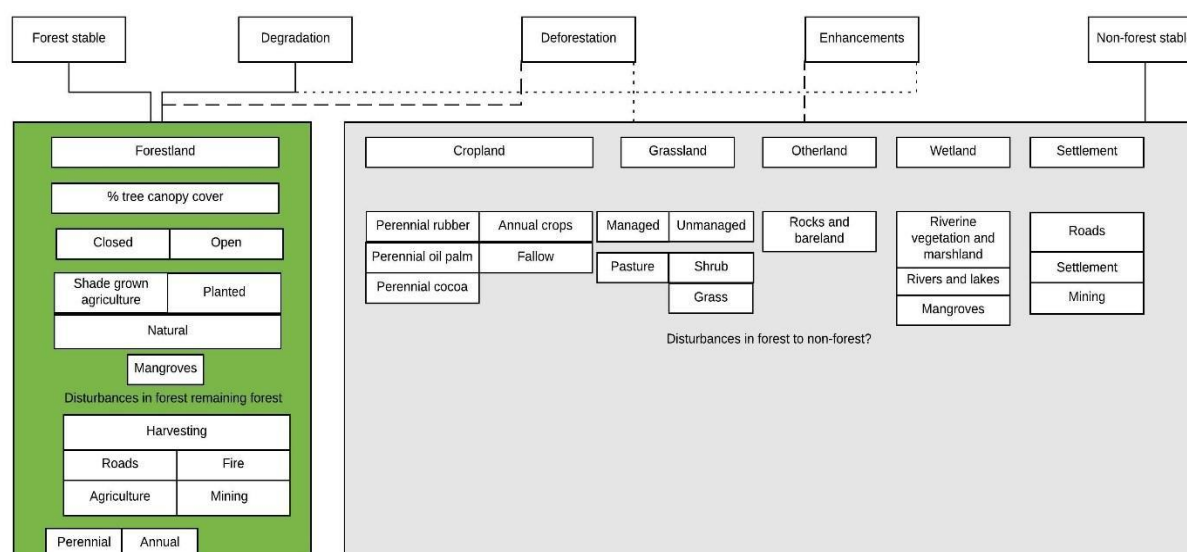 Forest stable
Degradation
Deforestation
Enhancements
Non-forest stable
Forestland
% tree canopy cover
Closed
Open
Shade grown
agriculture
Planted
Natural
Mangroves
Disturbances in forest remaining forest
Harvesting
Roads
Fire
Agriculture
Mining
Perennial
Annual
Cropland
Grassland
Otherland
Wetland
Settlement
Perennial rubber
Annual crops
Perennial oil palm
Fallow
Perennial cocoa
Managed
Unmanaged
Pasture
Shrub
Grass
Rocks and
bareland
Riverine
vegetation and
marshland
Rivers and lakes
Mangroves
Roads
Settlement
Mining
Disturbances in forest to non-forest?